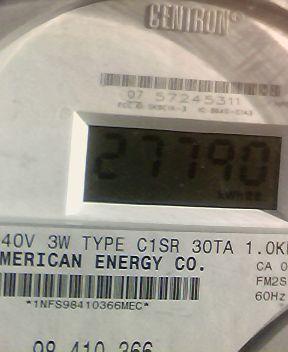 CENTRON®
07 57245311
27790
kWh
40V 3W TYPE C1SR 30TA 1.0K
MERICAN ENERGY CO.
CA 0
FM2S
60Hz
*1NFS98410366MEC*
98 410 366